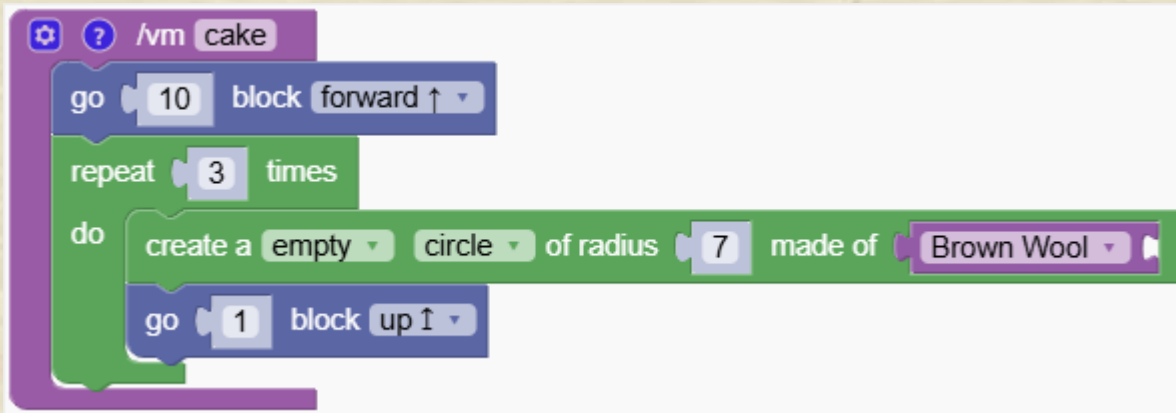 ? /vm cake
go 10 block forward ↑
repeat 3 times
do create a empty circle of radius 7 made of Brown Wool
go 1 block up ↥